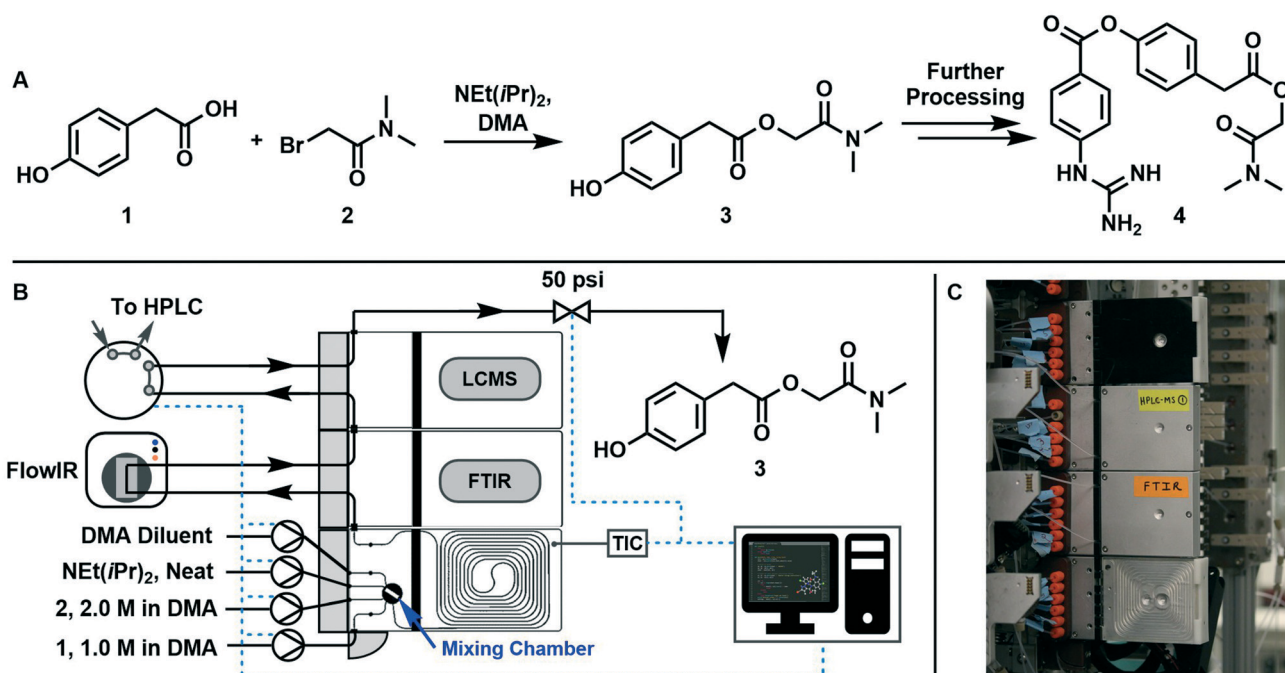 A
HO
OH
O
1
+
Br
N
O
2
NEt(iPr)2,
DMA
HO
O
O
O
N
3
Further
Processing
O
O
O
O
O
N
NH
NH
NH2
4
B
To HPLC
FlowIR
DMA Diluent
NEt(iPr)2, Neat
2, 2.0 M in DMA
1, 1.0 M in DMA
50 psi
LCMS
FTIR
TIC
Mixing Chamber
HO
O
O
O
N
3
C
HPLC-MS ①
FTIR